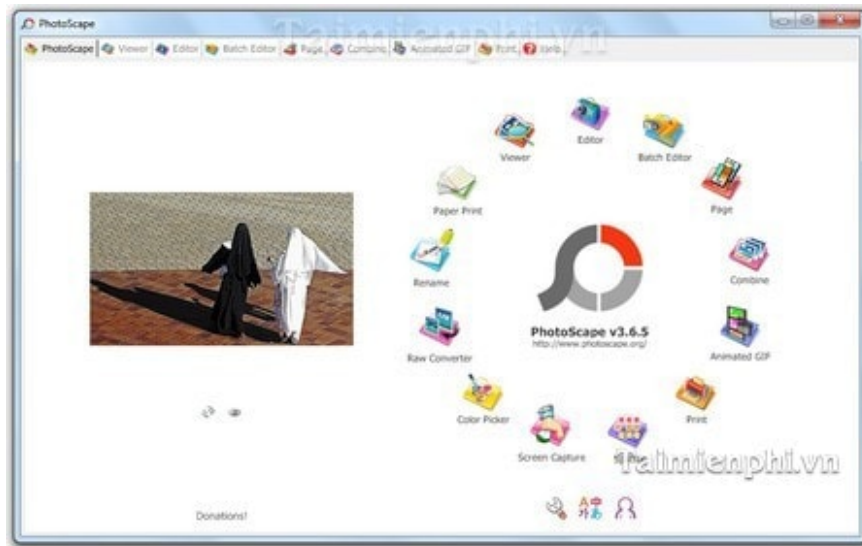 PhotoScape
Taimienphi.vn
PhotoScape Viewer Editor Batch Editor Page Combine Animated GIF Print
Editor
Viewer
Batch Editor
Paper Print
Page
Rename
Combine
PhotoScape v3.6.5
http://www.photoscape.org/
Raw Converter
Animated GIF
Color Picker
Print
Screen Capture
Taimienphi.vn
Donations!